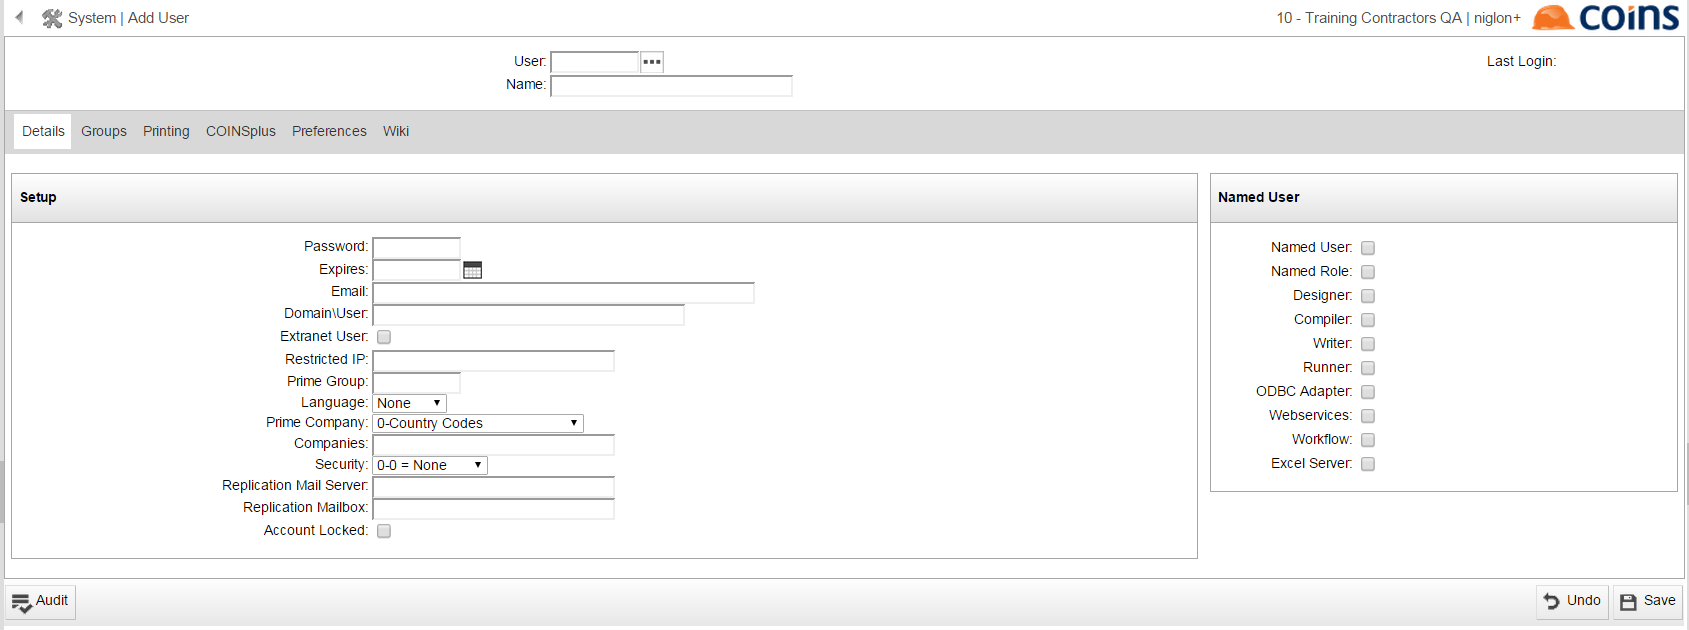 System | Add User
10 - Training Contractors QA | niglon+
coins
User:
Last Login:
Name:
Details Groups Printing COINSplus Preferences Wiki
Setup
Password:
Expires:
Email:
Domain\User:
Extranet User:
Restricted IP:
Prime Group:
Language: None
Prime Company: 0-Country Codes
Companies:
Security: 0-0 = None
Replication Mail Server:
Replication Mailbox:
Account Locked:
Named User
Named User:
Named Role:
Designer:
Compiler:
Writer:
Runner:
ODBC Adapter:
Webservices:
Workflow:
Excel Server:
Audit
Undo
Save